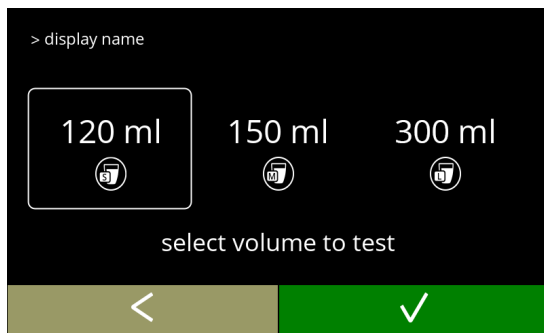 > display name
120 ml 150 ml 300 ml
S M L
select volume to test